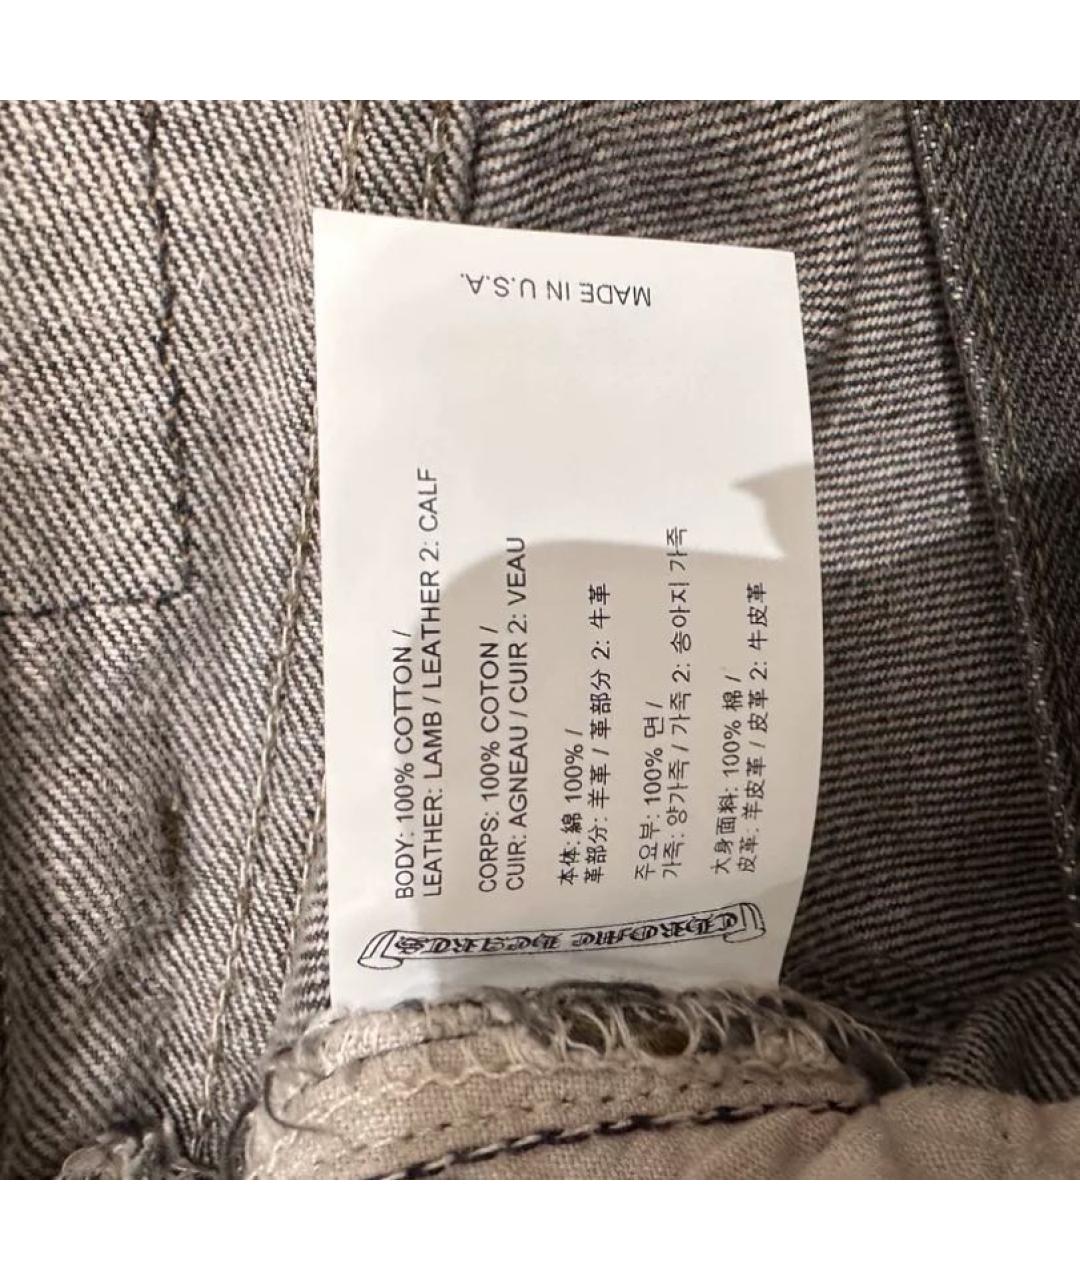 MADE IN U.S.A.
BODY: 100% COTTON /
LEATHER: LAMB / LEATHER 2: CALF
CORPS: 100% COTON /
CUIR: AGNEAU / CUIR 2: VEAU
本体: 綿 100% /
革部分: 羊革 / 革部分 2: 牛革
주요부: 100% 면 /
가죽: 양가죽 / 가죽 2: 송아지 가죽
大身面料: 100% 棉 /
皮革: 羊皮革 / 皮革 2: 牛皮革
CHROME HEARTS